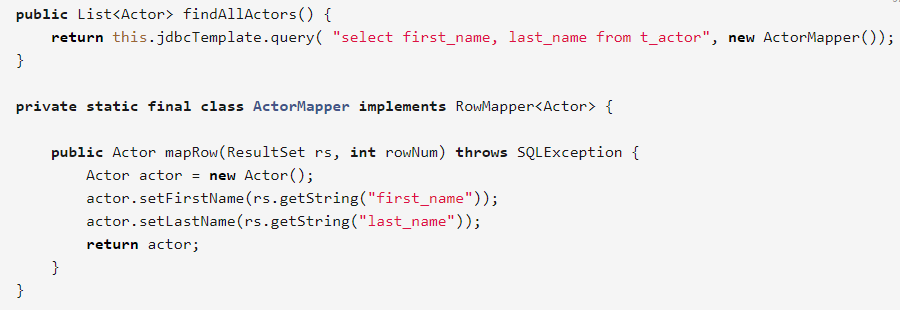 public List<Actor> findAllActors() {
    return this.jdbcTemplate.query( "select first_name, last_name from t_actor", new ActorMapper());
}
private static final class ActorMapper implements RowMapper<Actor> {
    public Actor mapRow(ResultSet rs, int rowNum) throws SQLException {
        Actor actor = new Actor();
        actor.setFirstName(rs.getString("first_name"));
        actor.setLastName(rs.getString("last_name"));
        return actor;
    }
}